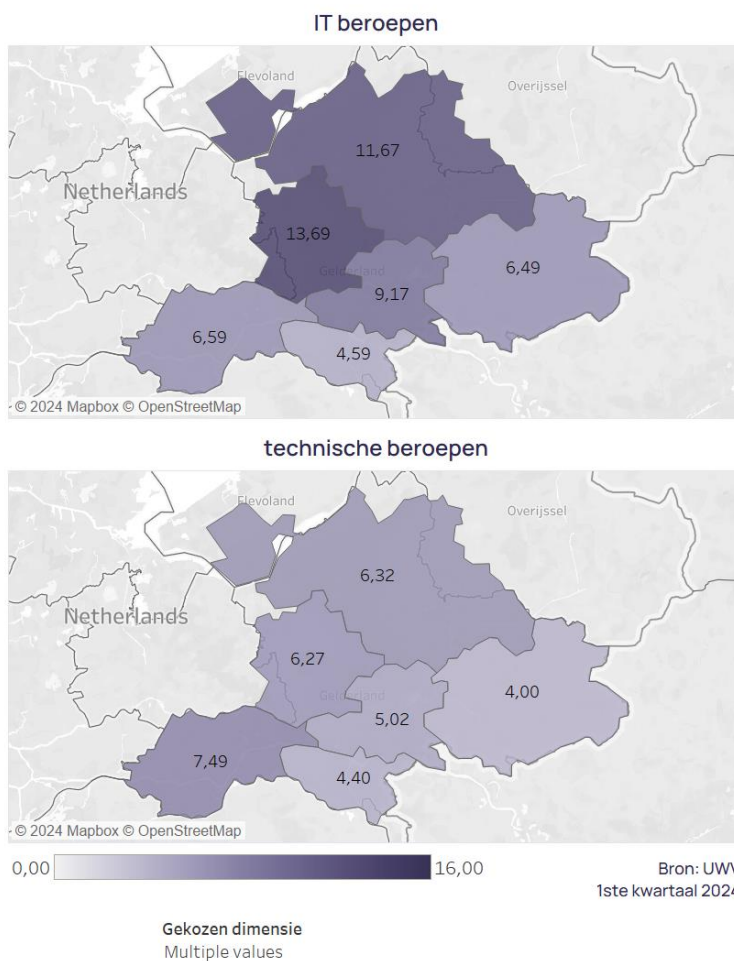 IT beroepen
Flevoland
Overijssel
11,67
Netherlands
13,69
Gelderland
6,49
9,17
6,59
4,59
© 2024 Mapbox © OpenStreetMap
technische beroepen
Flevoland
Overijssel
6,32
Netherlands
6,27
Gelderland
4,00
5,02
7,49
4,40
© 2024 Mapbox © OpenStreetMap
0,00
16,00
Bron: UWV
1ste kwartaal 2024
Gekozen dimensie
Multiple values